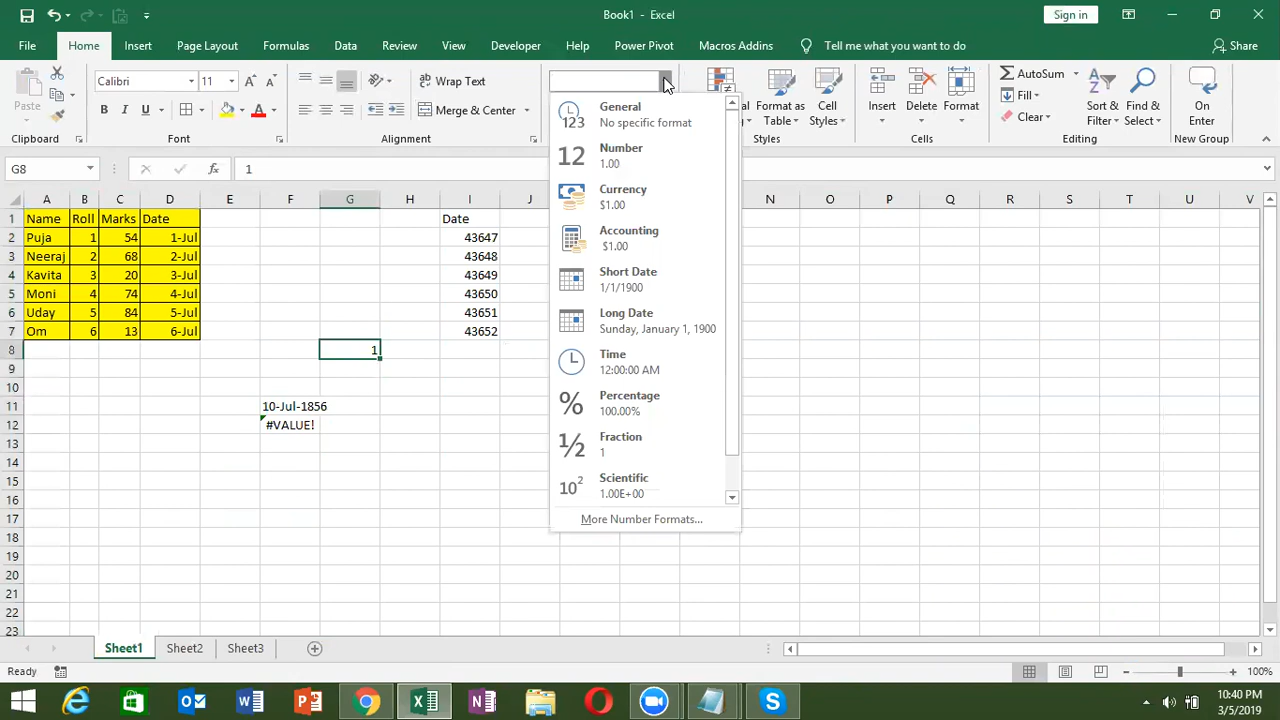 Book1 - Excel
Sign in
File Home Insert Page Layout Formulas Data Review View Developer Help Power Pivot Macros Addins Tell me what you want to do Share
Paste
Clipboard
Calibri 11
B I U
A
Font
Wrap Text
Merge & Center
Alignment
Format as
Table
Cell
Styles
Styles
Insert
Delete
Format
Cells
AutoSum
Fill
Clear
Sort &
Filter
Find &
Select
Editing
On
Enter
New Group
G8 fx 1
A B C D E F G H I J N O P Q R S T U V
1 Name Roll Marks Date Date
2 Puja 1 54 1-Jul 43647
3 Neeraj 2 68 2-Jul 43648
4 Kavita 3 20 3-Jul 43649
5 Moni 4 74 4-Jul 43650
6 Uday 5 84 5-Jul 43651
7 Om 6 13 6-Jul 43652
8 1
9
10
11 10-Jul-1856
12 #VALUE!
13
14
15
16
17
18
19
20
21
22
23
General
No specific format
123
12
Number
1.00
Currency
$1.00
Accounting
$1.00
Short Date
1/1/1900
Long Date
Sunday, January 1, 1900
Time
12:00:00 AM
%
Percentage
100.00%
½
Fraction
1
10²
Scientific
1.00E+00
More Number Formats...
Sheet1 Sheet2 Sheet3
Ready
100%
10:40 PM
3/5/2019